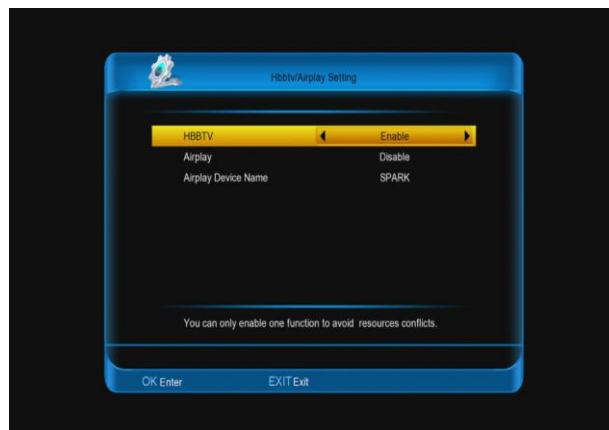 Hbbtv/Airplay Setting
HBBTV Enable
Airplay Disable
Airplay Device Name SPARK
You can only enable one function to avoid resources conflicts.
OK Enter EXIT Exit